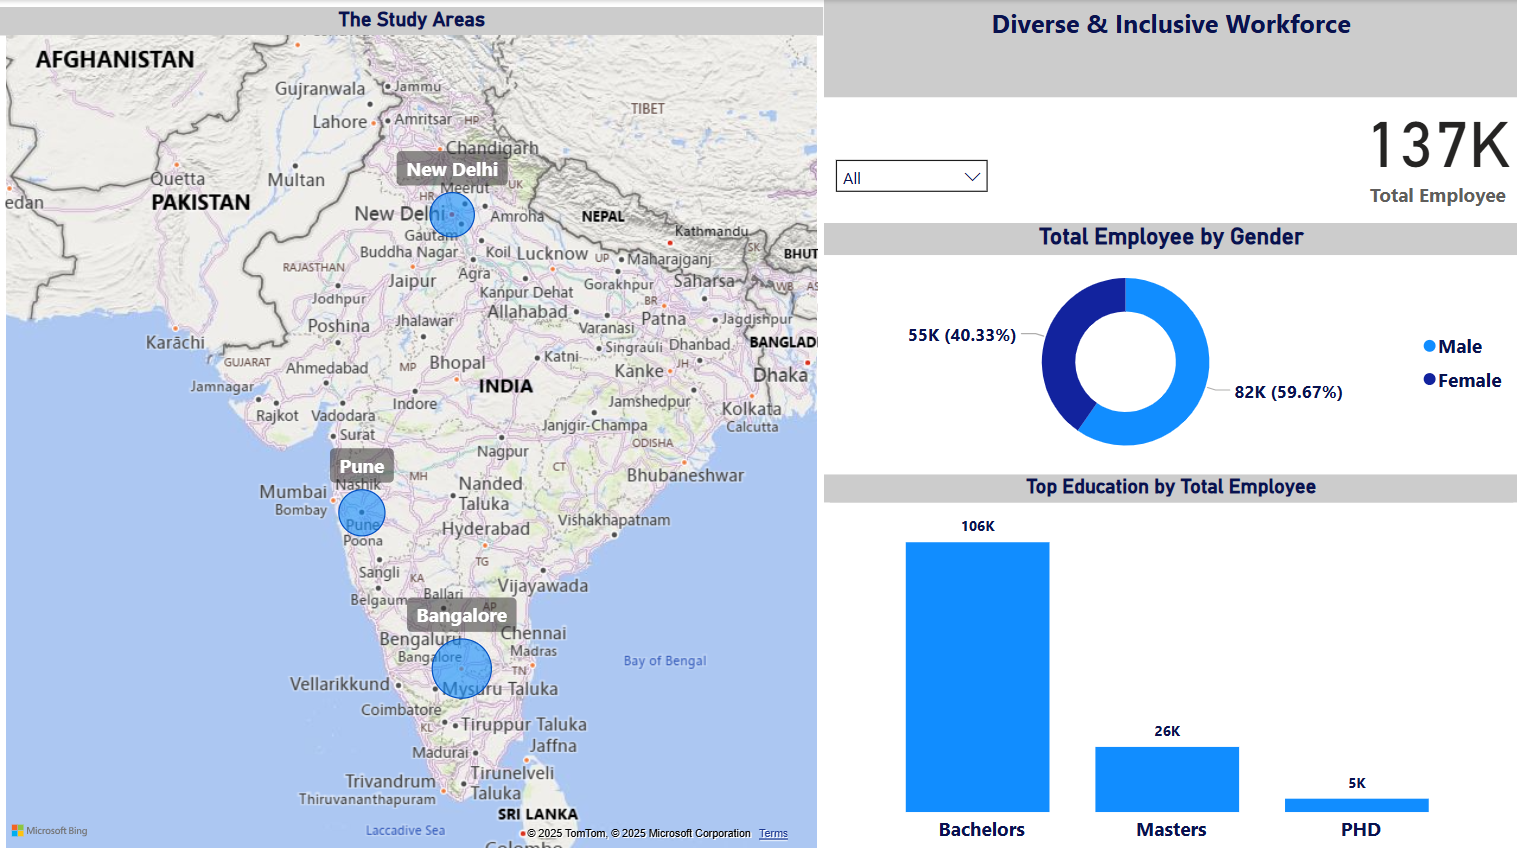 The Study Areas
AFGHANISTAN
Gujranwala
Jammu
TIBET
Lahore
Amritsar
HP
Chandigarh
New Delhi
Quetta
Multan
Meerut
UK
edan
PAKISTAN
HR
New Delhi
Amroha
NEPAL
Gautam
Buddha Nagar
Kathmandu
SK
BHUT
Koil
Lucknow
UP
Maharajganj
RAJASTHAN
Agra
Jaipur
Gorakhpur
Saharsa
WB
AS
Jodhpur
Kanpur Dehat
BR
Allahabad
Patna
Jagdishpur
Poshina
Jhalawar
Varanasi
Karāchi
Singrauli
Dhanbad
BANGLAD
GUJARAT
Ahmedabad
MP
Bhopal
Katni
JH
Kanke
Dhaka
Jamnagar
INDIA
Rajkot
Vadodara
Indore
Jamshedpur
Kolkata
Calcutta
Surat
Janjgir-Champa
Nagpur
ODISHA
Pune
CT
Nashik
MH
Bhubaneshwar
Mumbai
Bombay
Nanded
Taluka
Pune
Poona
Hyderabad
Vishakhapatnam
TG
Sangli
KA
Vijayawada
Belgaum
Ballari
AP
Bangalore
Bengaluru
Bangalore
Chennai
Madras
Bay of Bengal
TN
Vellarikkund
Mysuru Taluka
Coimbatore
KL
Tiruppur Taluka
Madurai
Jaffna
Trivandrum
Thiruvananthapuram
Tirunelveli
Taluka
SRI LANKA
Laccadive Sea
Colombo
Microsoft Bing
© 2025 TomTom, © 2025 Microsoft Corporation Terms
Diverse & Inclusive Workforce
All
137K
Total Employee
Total Employee by Gender
55K (40.33%)
82K (59.67%)
Male
Female
Top Education by Total Employee
106K
26K
5K
Bachelors
Masters
PHD